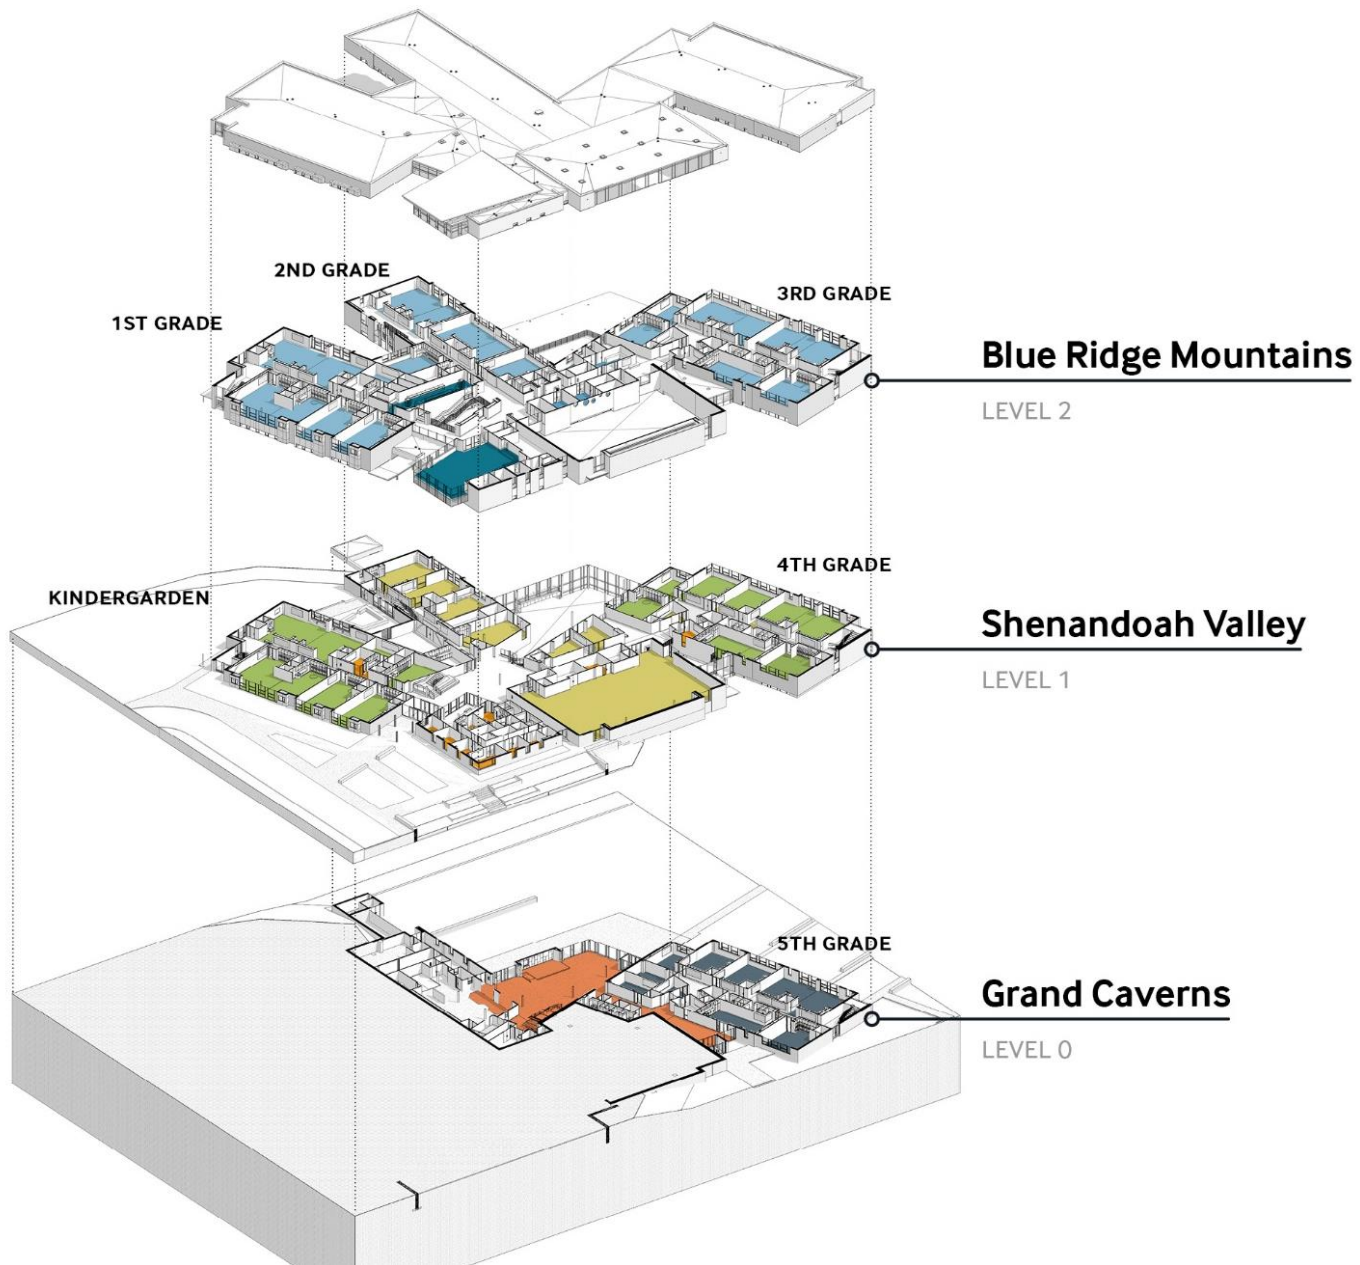 2ND GRADE
3RD GRADE
1ST GRADE
Blue Ridge Mountains
LEVEL 2
4TH GRADE
KINDERGARDEN
Shenandoah Valley
LEVEL 1
5TH GRADE
Grand Caverns
LEVEL 0